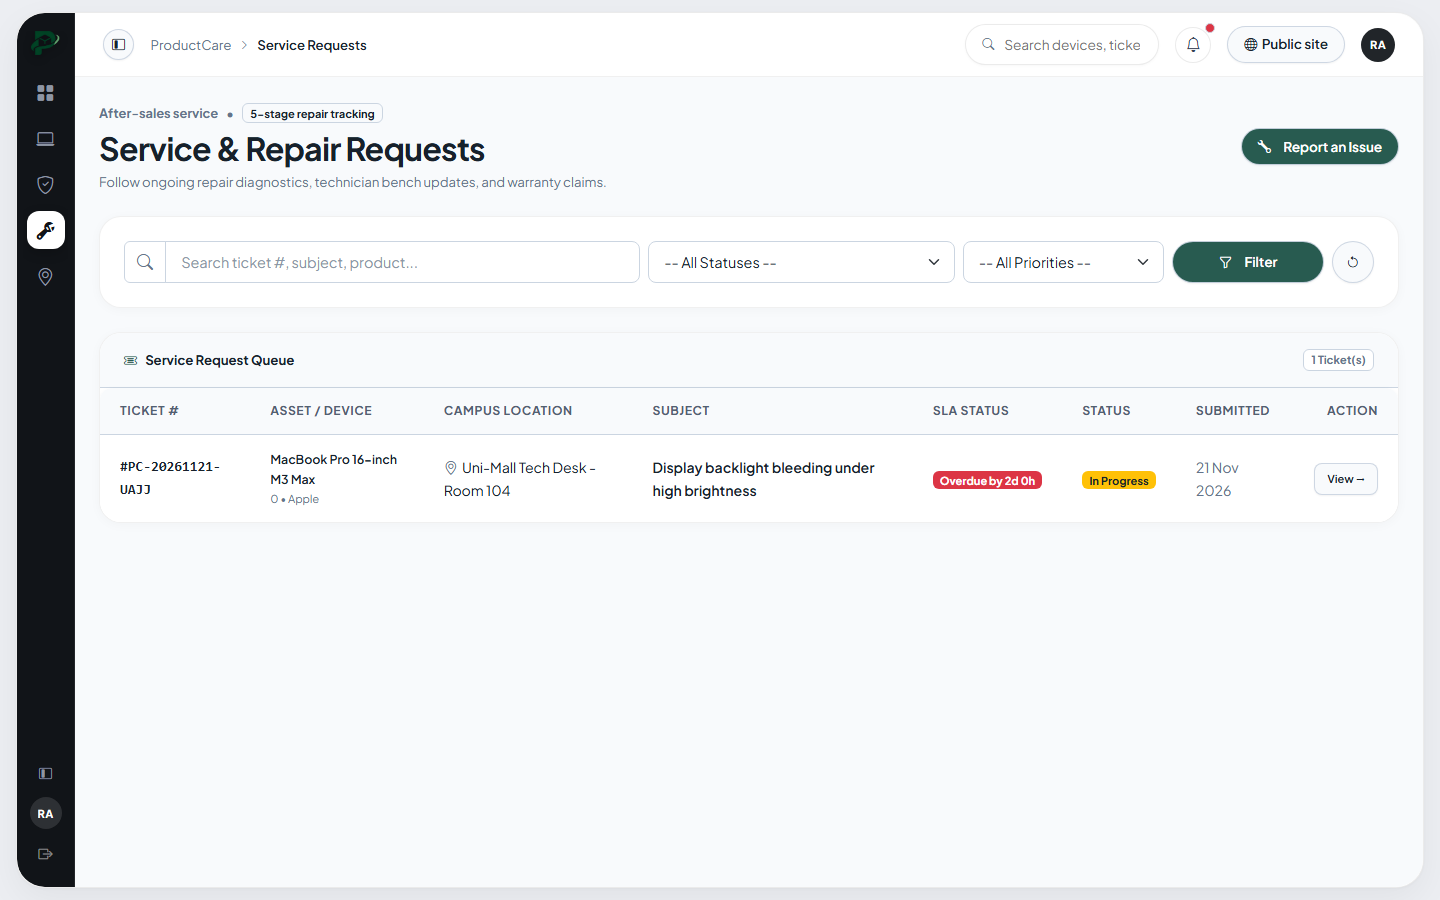 ProductCare > Service Requests
Search devices, ticke
Public site
RA
After-sales service • 5-stage repair tracking
Service & Repair Requests
Report an Issue
Follow ongoing repair diagnostics, technician bench updates, and warranty claims.
Search ticket #, subject, product...
-- All Statuses --
-- All Priorities --
Filter
Service Request Queue
1 Ticket(s)
TICKET # ASSET / DEVICE CAMPUS LOCATION SUBJECT SLA STATUS STATUS SUBMITTED ACTION
#PC-20261121-
UAJJ
MacBook Pro 16-inch
M3 Max
0 • Apple
Uni-Mall Tech Desk -
Room 104
Display backlight bleeding under
high brightness
Overdue by 2d 0h
In Progress
21 Nov
2026
View →
RA